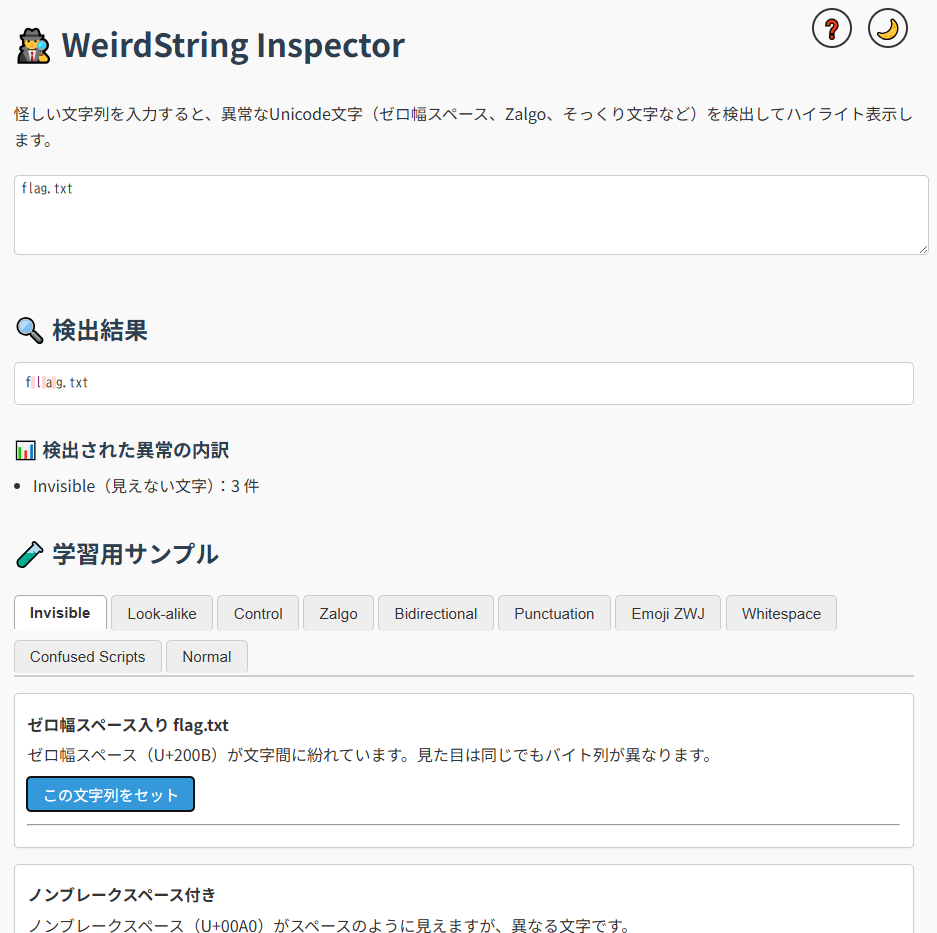 WeirdString Inspector
怪しい文字列を入力すると、異常なUnicode文字（ゼロ幅スペース、Zalgo、そっくり文字など）を検出してハイライト表示し
ます。
flag.txt
検出結果
flag.txt
検出された異常の内訳
• Invisible（見えない文字）：3 件
学習用サンプル
Invisible Look-alike Control Zalgo Bidirectional Punctuation Emoji ZWJ Whitespace
Confused Scripts Normal
ゼロ幅スペース入り flag.txt
ゼロ幅スペース（U+200B）が文字間に紛れています。見た目は同じでもバイト列が異なります。
この文字列をセット
ノンブレークスペース付き
ノンブレークスペース（U+00A0）がスペースのように見えますが、異なる文字です。